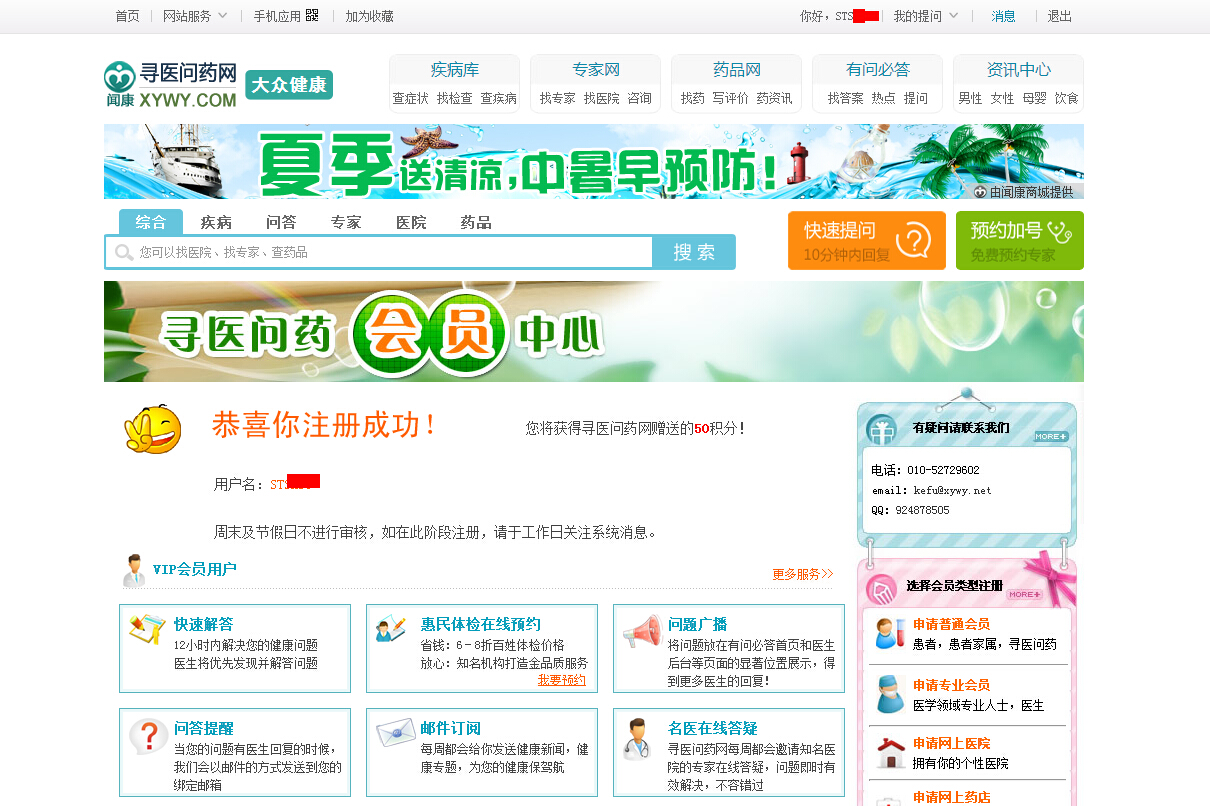 首页 网站服务 手机应用 加为收藏 你好，STS 我的提问 消息 退出
寻医问药网 大众健康
闻康 XYWY.COM
疾病库 专家网 药品网 有问必答 资讯中心
查症状 找检查 查疾病 找专家 找医院 咨询 找药 写评价 药资讯 找答案 热点 提问 男性 女性 母婴 饮食
夏季送清凉,中暑早预防!
由闻康商城提供
综合 疾病 问答 专家 医院 药品
您可以找医院、找专家、查药品 搜索
快速提问
10分钟内回复
预约加号
免费预约专家
寻医问药会员中心
恭喜你注册成功！ 您将获得寻医问药网赠送的50积分！
用户名：STS
周末及节假日不进行审核，如在此阶段注册，请于工作日关注系统消息。
VIP会员用户 更多服务>>
快速解答
12小时内解决您的健康问题
医生将优先发现并解答问题
惠民体检在线预约
省钱：6－8折百姓体检价格
放心：知名机构打造金品质服务
我要预约
问题广播
将问题放在有问必答首页和医生
后台等页面的显著位置展示，得
到更多医生的回复！
问答提醒
当您的问题有医生回复的时候，
我们会以邮件的方式发送到您的
绑定邮箱
邮件订阅
每周都会给你发送健康新闻，健
康专题，为您的健康保驾航
名医在线答疑
寻医问药网每周都会邀请知名医
院的专家在线答疑，问题即时有
效解决，不容错过
有疑问请联系我们 MORE+
电话：010-52729602
email：kefu@xywy.net
QQ：924878505
选择会员类型注册 MORE+
申请普通会员
患者，患者家属，寻医问药
申请专业会员
医学领域专业人士，医生
申请网上医院
拥有你的个性医院
申请网上药店